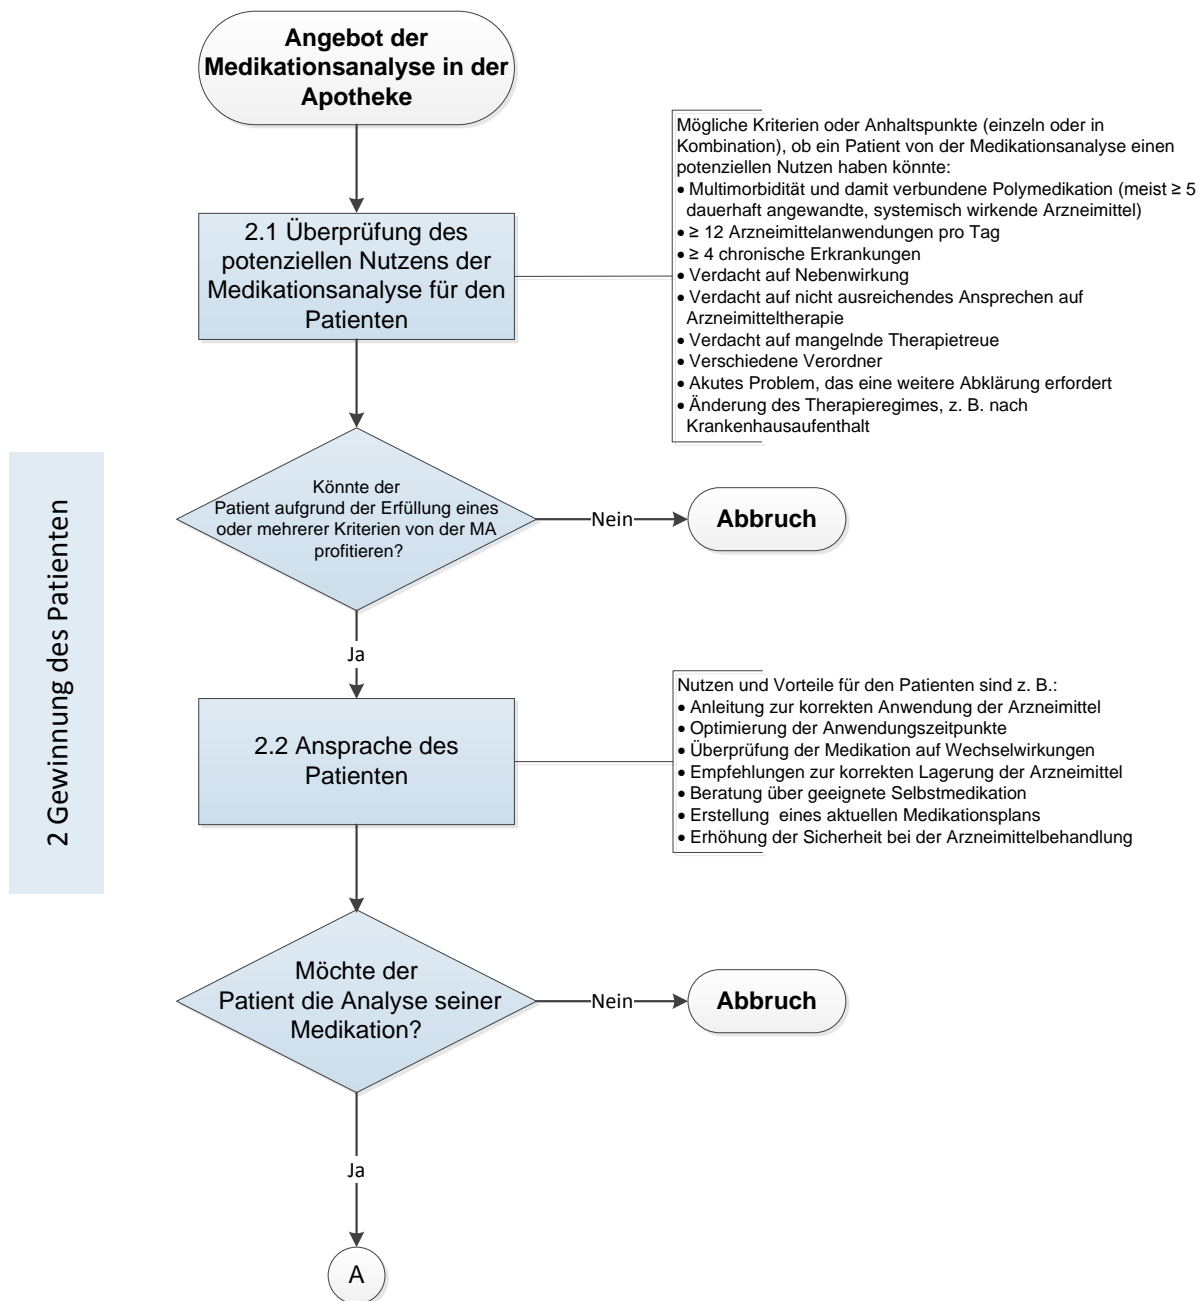 Angebot der
Medikationsanalyse in der
Apotheke
Mögliche Kriterien oder Anhaltspunkte (einzeln oder in
Kombination), ob ein Patient von der Medikationsanalyse einen
potenziellen Nutzen haben könnte:
• Multimorbidität und damit verbundene Polymedikation (meist ≥ 5
dauerhaft angewandte, systemisch wirkende Arzneimittel)
• ≥ 12 Arzneimittelanwendungen pro Tag
• ≥ 4 chronische Erkrankungen
• Verdacht auf Nebenwirkung
• Verdacht auf nicht ausreichendes Ansprechen auf
Arzneimitteltherapie
• Verdacht auf mangelnde Therapietreue
• Verschiedene Verordner
• Akutes Problem, das eine weitere Abklärung erfordert
• Änderung des Therapieregimes, z. B. nach
Krankenhausaufenthalt
2.1 Überprüfung des
potenziellen Nutzens der
Medikationsanalyse für den
Patienten
2 Gewinnung des Patienten
Könnte der
Patient aufgrund der Erfüllung eines
oder mehrerer Kriterien von der MA
profitieren?
Nein
Abbruch
Ja
2.2 Ansprache des
Patienten
Nutzen und Vorteile für den Patienten sind z. B.:
• Anleitung zur korrekten Anwendung der Arzneimittel
• Optimierung der Anwendungszeitpunkte
• Überprüfung der Medikation auf Wechselwirkungen
• Empfehlungen zur korrekten Lagerung der Arzneimittel
• Beratung über geeignete Selbstmedikation
• Erstellung  eines aktuellen Medikationsplans
• Erhöhung der Sicherheit bei der Arzneimittelbehandlung
Möchte der
Patient die Analyse seiner
Medikation?
Nein
Abbruch
Ja
A